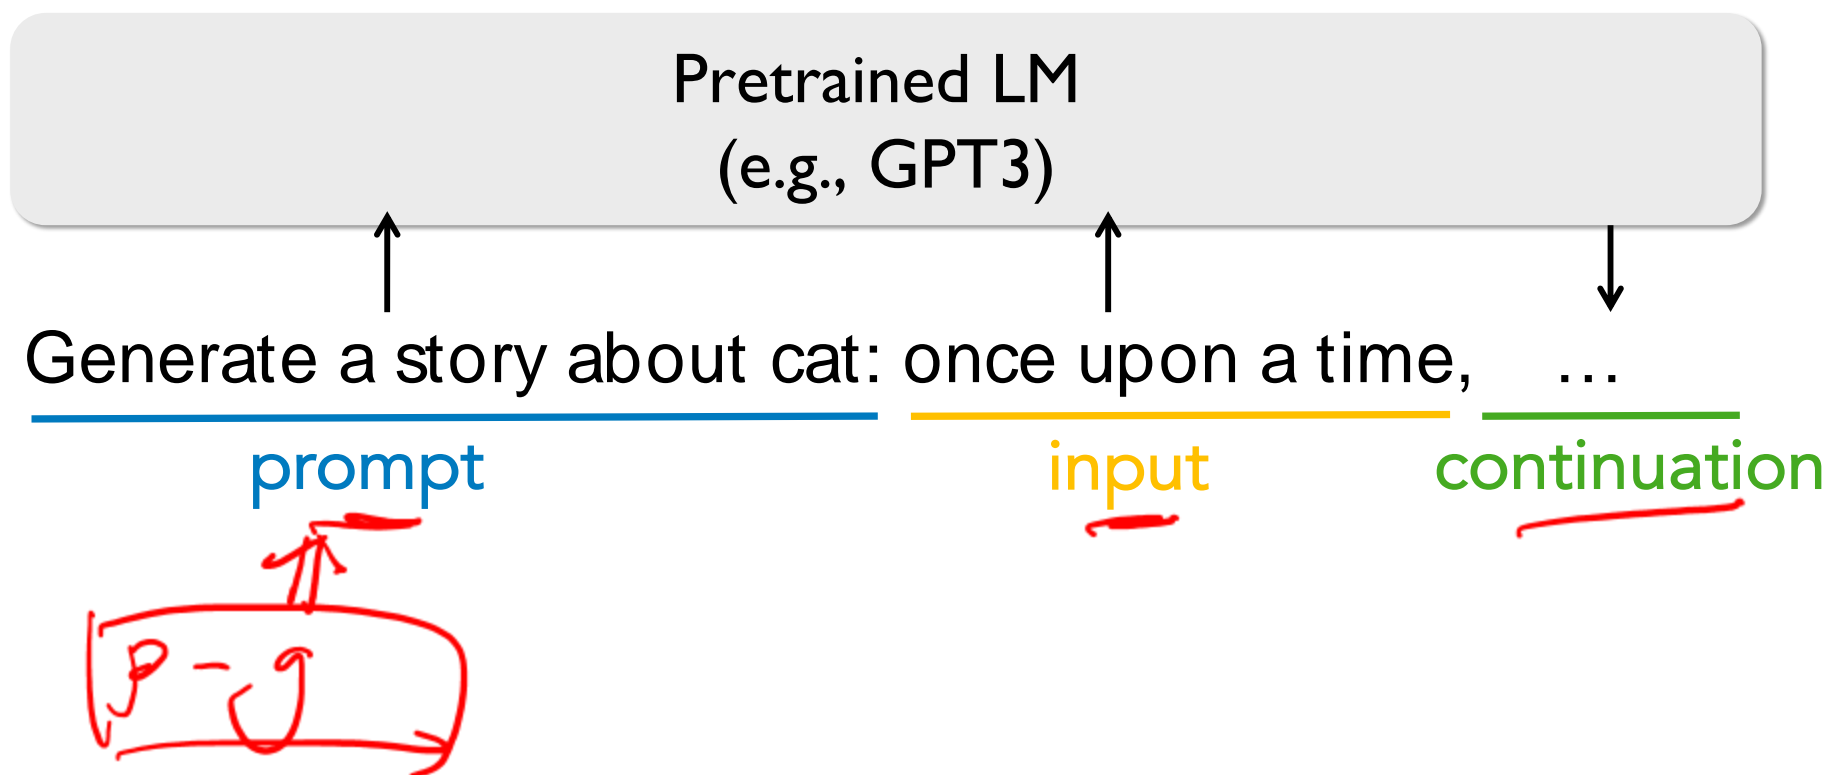 Pretrained LM
(e.g., GPT3)
Generate a story about cat: once upon a time, ...
prompt input continuation
P - g